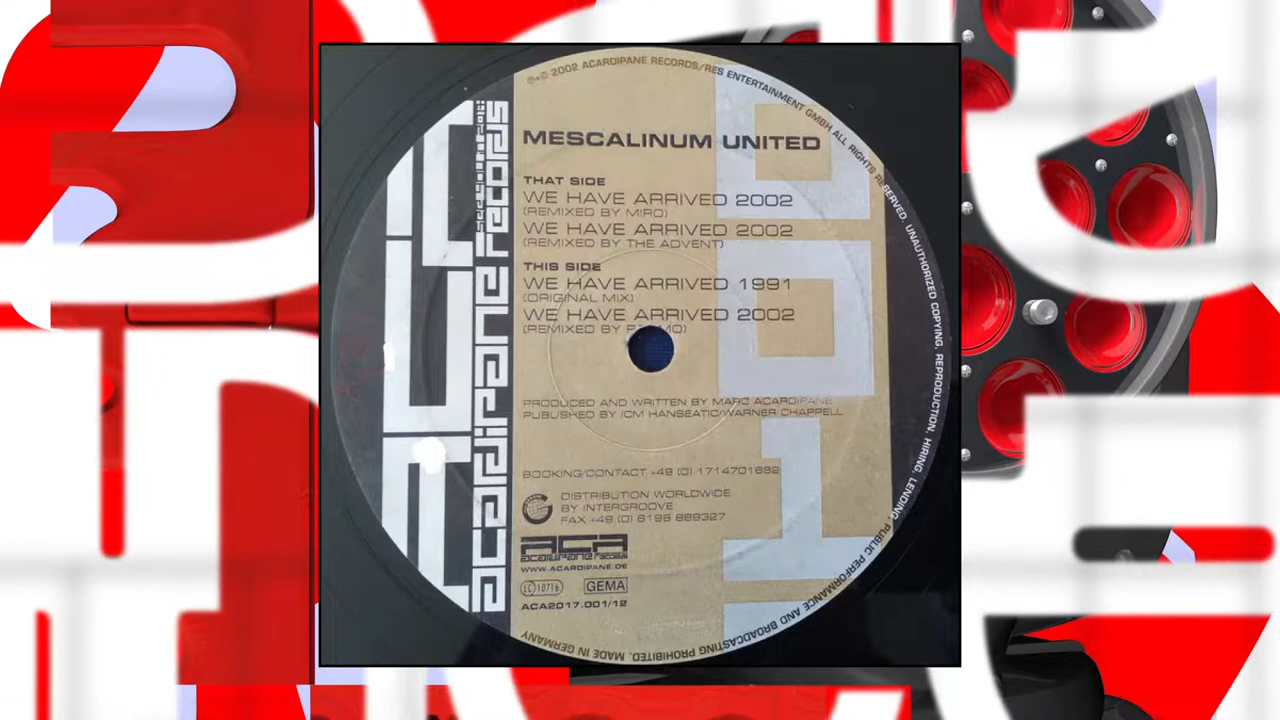 ℗+© 2002 ACARDIPANE RECORDS/RES ENTERTAINMENT GMBH ALL RIGHTS RESERVED. UNAUTHORIZED COPYING, REPRODUCTION, HIRING, LENDING, PUBLIC PERFORMANCE AND BROADCASTING PROHIBITED. MADE IN GERMANY
acardipane records
MESCALINUM UNITED
THAT SIDE
WE HAVE ARRIVED 2002
(REMIXED BY MIRO)
WE HAVE ARRIVED 2002
(REMIXED BY THE ADVENT)
THIS SIDE
WE HAVE ARRIVED 1991
(ORIGINAL MIX)
WE HAVE ARRIVED 2002
(REMIXED BY
PRODUCED AND WRITTEN BY MARC ACARDIPANE
PUBLISHED BY ICM HANSEATIC/WARNER CHAPPELL
BOOKING/CONTACT +49 (0) 1714701882
DISTRIBUTION WORLDWIDE
BY INTERGROOVE
FAX +49 (0) 6195 889327
aca
acardipane records
WWW.ACARDIPANE.DE
LC 10716
GEMA
ACA2017.001/12